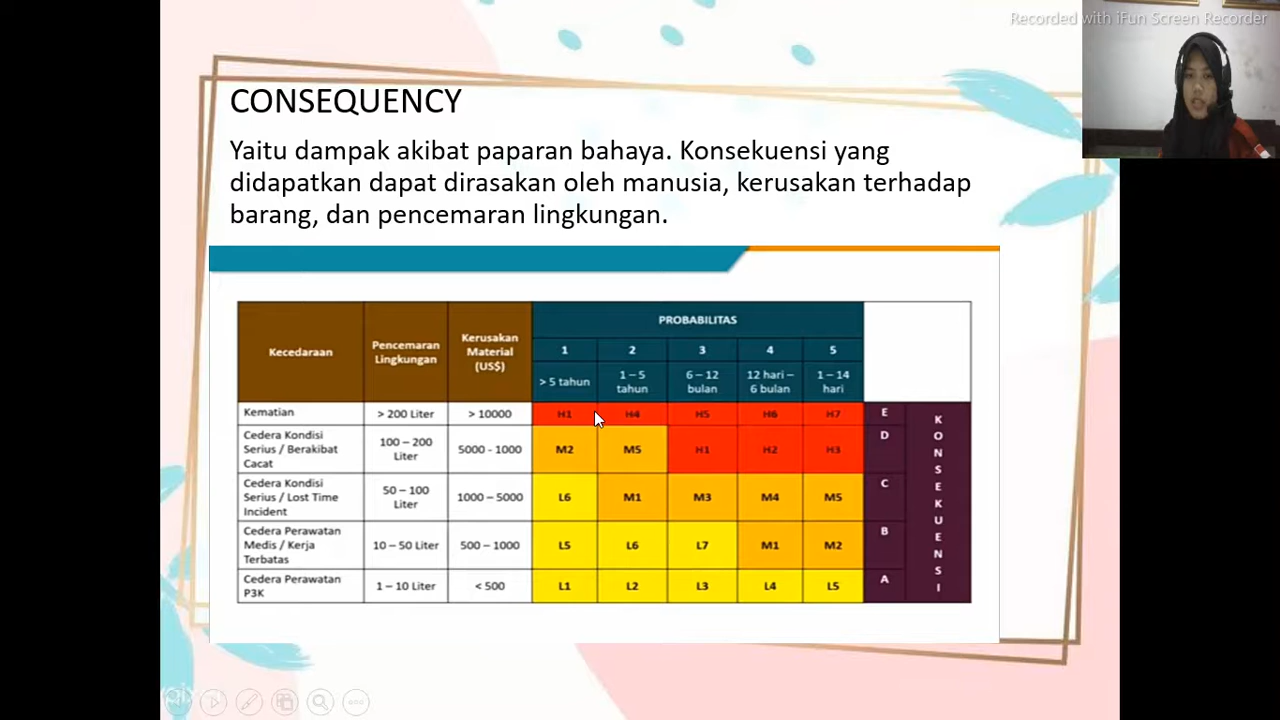 Recorded with iFun Screen Recorder
CONSEQUENCY
Yaitu dampak akibat paparan bahaya. Konsekuensi yang
didapatkan dapat dirasakan oleh manusia, kerusakan terhadap
barang, dan pencemaran lingkungan.
Kecedaraan
Pencemaran
Lingkungan
Kerusakan
Material
(US$)
PROBABILITAS
1 2 3 4 5
> 5 tahun
1 – 5
tahun
6 – 12
bulan
12 hari –
6 bulan
1 – 14
hari
Kematian > 200 Liter > 10000 H1 H4 H5 H6 H7 E
Cedera Kondisi
Serius / Berakibat
Cacat
100 – 200
Liter
5000 - 1000 M2 M5 H1 H2 H3 D
Cedera Kondisi
Serius / Lost Time
Incident
50 – 100
Liter
1000 – 5000 L6 M1 M3 M4 M5 C
Cedera Perawatan
Medis / Kerja
Terbatas
10 – 50 Liter 500 – 1000 L5 L6 L7 M1 M2 B
Cedera Perawatan
P3K
1 – 10 Liter < 500 L1 L2 L3 L4 L5 A
KONSEKUENSI